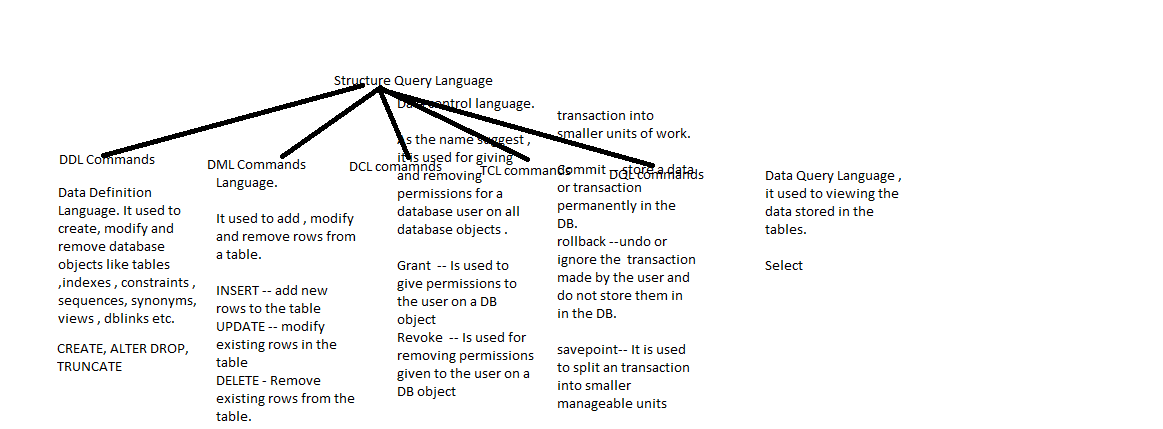 Structure Query Language
DDL Commands
Data Definition
Language. It used to
create, modify and
remove database
objects like tables
,indexes , constraints ,
sequences, synonyms,
views , dblinks etc.
CREATE, ALTER DROP,
TRUNCATE
DML Commands
Language.
It used to add , modify
and remove rows from
a table.
INSERT -- add new
rows to the table
UPDATE -- modify
existing rows in the
table
DELETE - Remove
existing rows from the
table.
DCL comamnds
Data control language.
As the name suggest ,
it is used for giving
and removing
permissions for a
database user on all
database objects .
Grant -- Is used to
give permissions to
the user on a DB
object
Revoke -- Is used for
removing permissions
given to the user on a
DB object
TCL commands
transaction into
smaller units of work.
Commit -- store a data
or transaction
permanently in the
DB.
rollback --undo or
ignore the transaction
made by the user and
do not store them in
in the DB.
savepoint-- It is used
to split an transaction
into smaller
manageable units
DQL commands
Data Query Language ,
it used to viewing the
data stored in the
tables.
Select